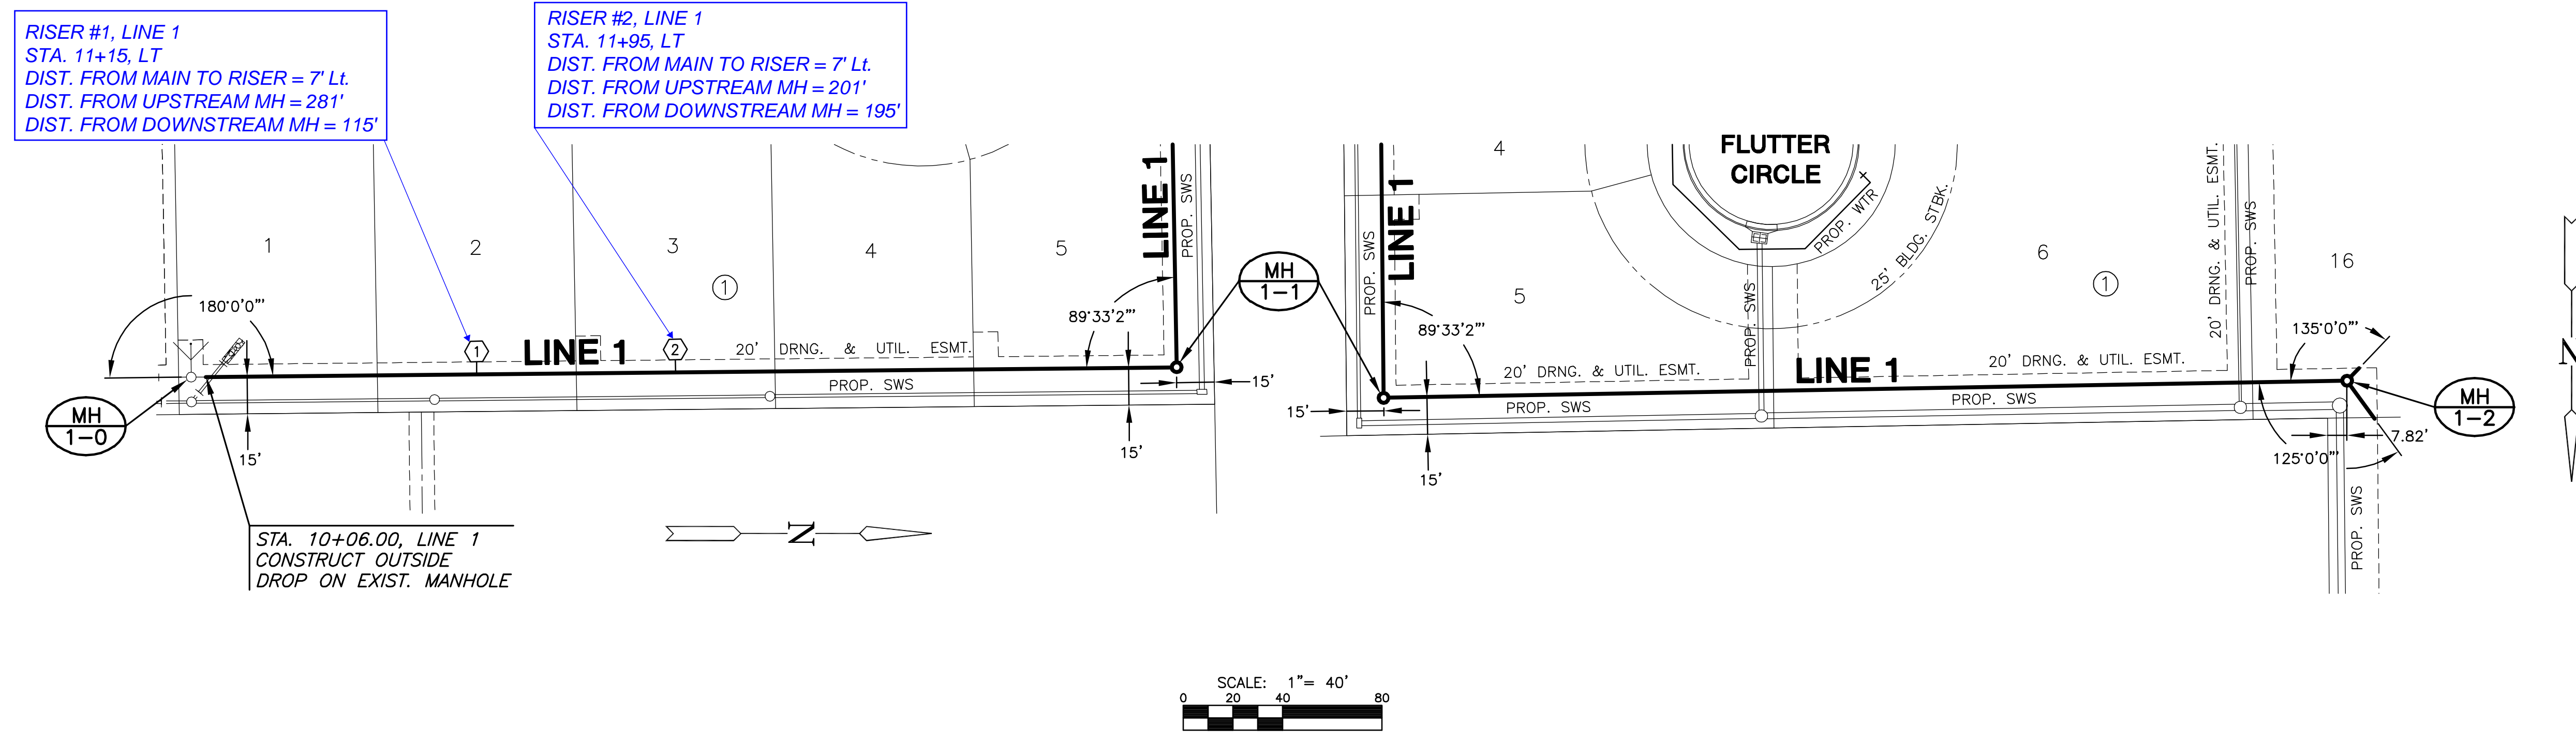 RISER #1, LINE 1
STA. 11+15, LT
DIST. FROM MAIN TO RISER = 7' Lt.
DIST. FROM UPSTREAM MH = 281'
DIST. FROM DOWNSTREAM MH = 115'
RISER #2, LINE 1
STA. 11+95, LT
DIST. FROM MAIN TO RISER = 7' Lt.
DIST. FROM UPSTREAM MH = 201'
DIST. FROM DOWNSTREAM MH = 195'
1
2
3
4
5
1
180°0'0"'
1
2
LINE 1
20' DRNG. & UTIL. ESMT.
PROP. SWS
LINE 1
PROP. SWS
89°33'2"'
15'
15'
15'
MH
1-0
MH
1-1
STA. 10+06.00, LINE 1
CONSTRUCT OUTSIDE
DROP ON EXIST. MANHOLE
N
LINE 1
PROP. SWS
4
5
89°33'2"'
15'
15'
20' DRNG. & UTIL. ESMT.
PROP. SWS
FLUTTER
CIRCLE
PROP. WTR
25' BLDG. STBK.
PROP. SWS
LINE 1
6
1
20' DRNG. & UTIL. ESMT.
PROP. SWS
20' DRNG. & UTIL. ESMT.
PROP. SWS
16
135°0'0"'
125°0'0"'
7.82'
MH
1-2
PROP. SWS
N
SCALE: 1"= 40'
0 20 40 80